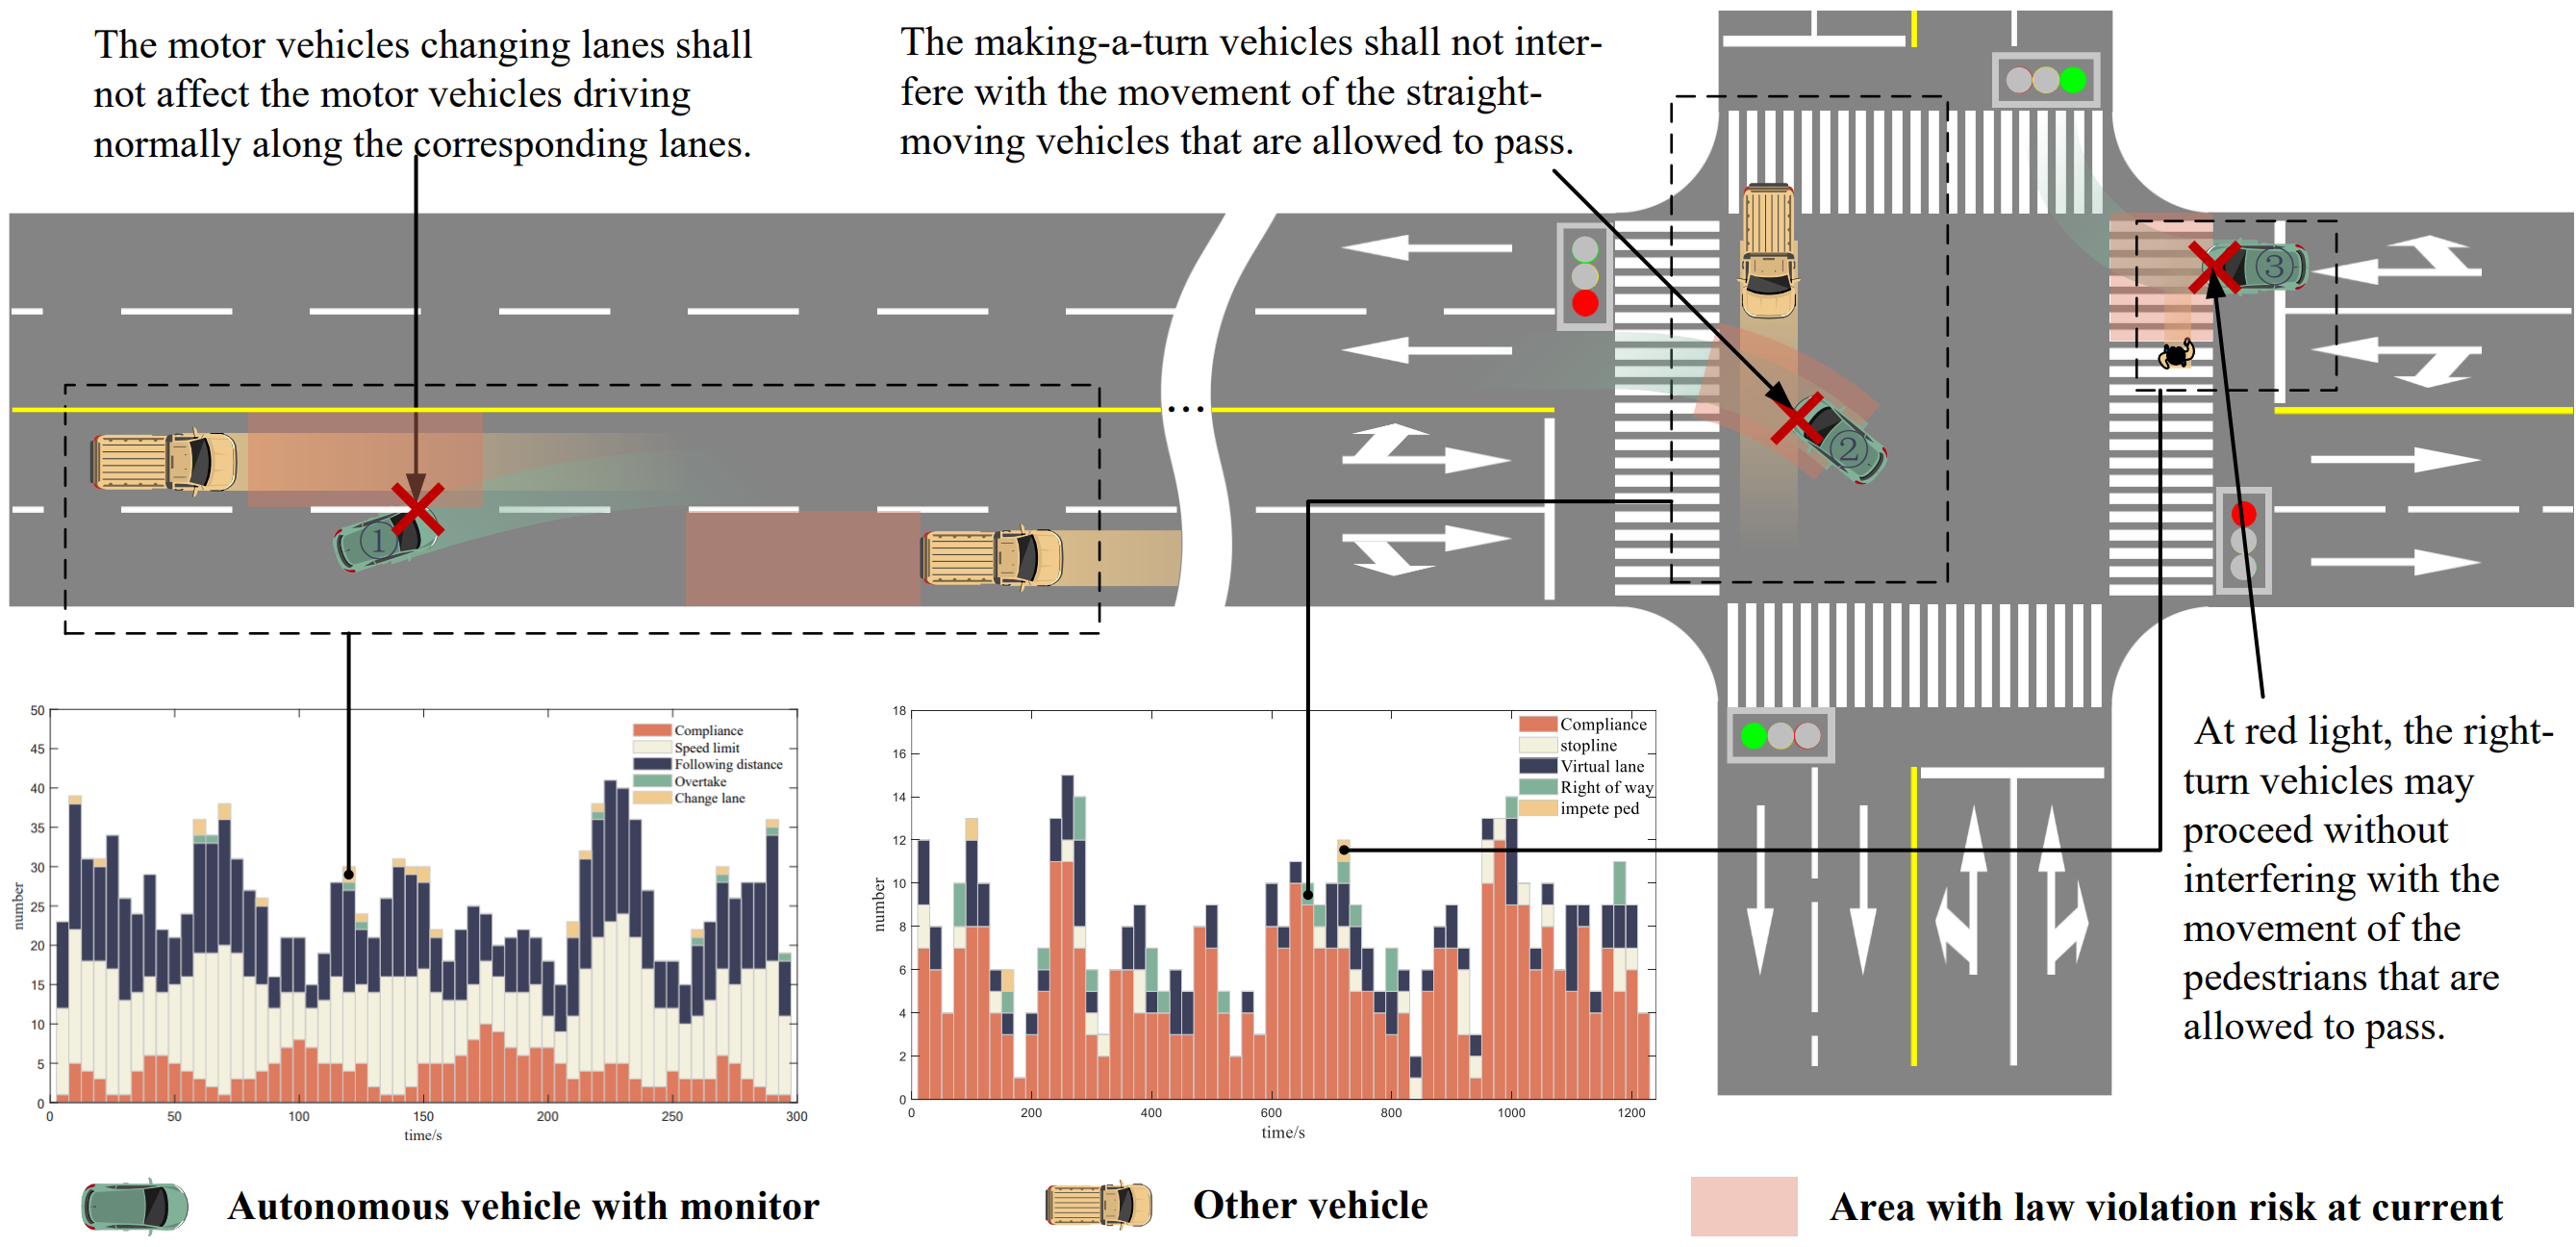 The motor vehicles changing lanes shall
not affect the motor vehicles driving
normally along the corresponding lanes.
The making-a-turn vehicles shall not inter-
fere with the movement of the straight-
moving vehicles that are allowed to pass.
③
...
②
①
At red light, the right-
turn vehicles may
proceed without
interfering with the
movement of the
pedestrians that are
allowed to pass.
50
45
40
35
30
25
20
15
10
5
0
number
Compliance
Speed limit
Following distance
Overtake
Change lane
0 50 100 150 200 250 300
time/s
18
16
14
12
10
8
6
4
2
0
number
Compliance
stopline
Virtual lane
Right of way
impete ped
0 200 400 600 800 1000 1200
time/s
Autonomous vehicle with monitor
Other vehicle
Area with law violation risk at current